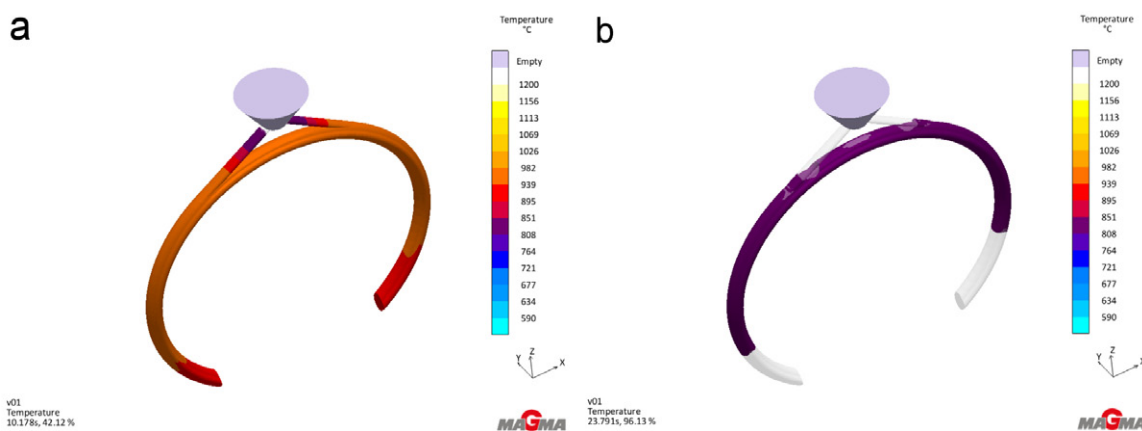 a
Temperature
°C
Empty
1200
1156
1113
1069
1026
982
939
895
851
808
764
721
677
634
590
Y
Z
X
v01
Temperature
10.178s, 42.12 %
MAGMA
b
Temperature
°C
Empty
1200
1156
1113
1069
1026
982
939
895
851
808
764
721
677
634
590
Y
Z
X
v01
Temperature
23.791s, 96.13 %
MAGMA